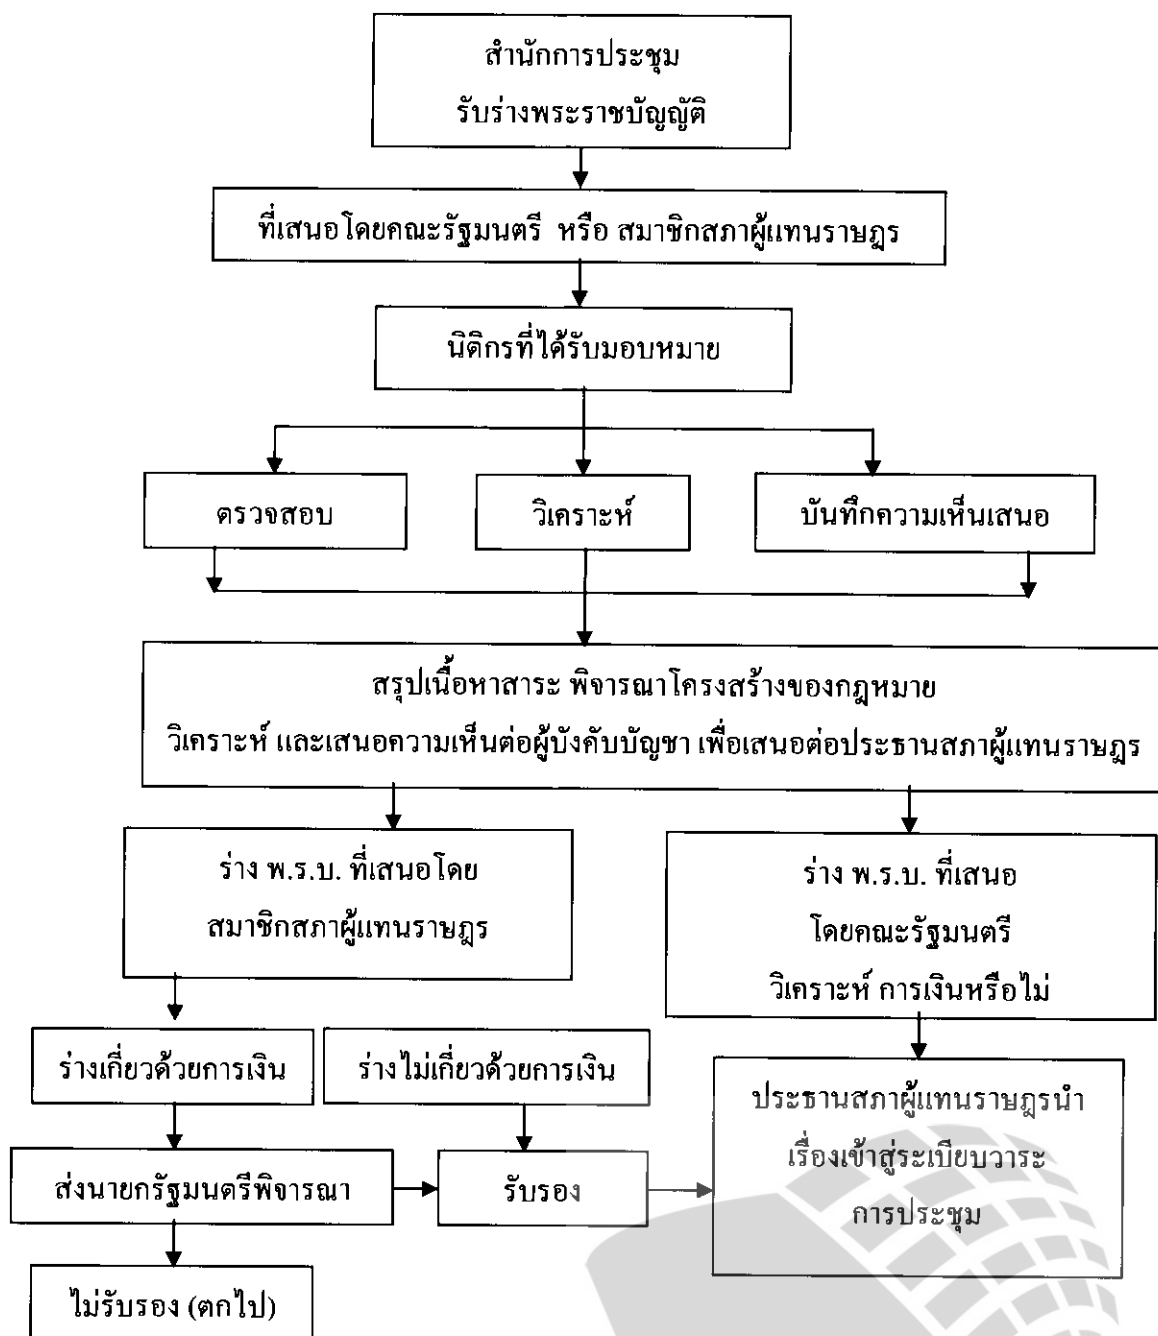 สำนักการประชุม
รับร่างพระราชบัญญัติ
ที่เสนอโดยคณะรัฐมนตรี หรือ สมาชิกสภาผู้แทนราษฎร
นิติกรที่ได้รับมอบหมาย
ตรวจสอบ
วิเคราะห์
บันทึกความเห็นเสนอ
สรุปเนื้อหาสาระ พิจารณาโครงสร้างของกฎหมาย
วิเคราะห์ และเสนอความเห็นต่อผู้บังคับบัญชา เพื่อเสนอต่อประธานสภาผู้แทนราษฎร
ร่าง พ.ร.บ. ที่เสนอโดย
สมาชิกสภาผู้แทนราษฎร
ร่าง พ.ร.บ. ที่เสนอ
โดยคณะรัฐมนตรี
วิเคราะห์ การเงินหรือไม่
ร่างเกี่ยวด้วยการเงิน
ร่างไม่เกี่ยวด้วยการเงิน
ประธานสภาผู้แทนราษฎรนำ
เรื่องเข้าสู่ระเบียบวาระ
การประชุม
ส่งนายกรัฐมนตรีพิจารณา
รับรอง
ไม่รับรอง (ตกไป)